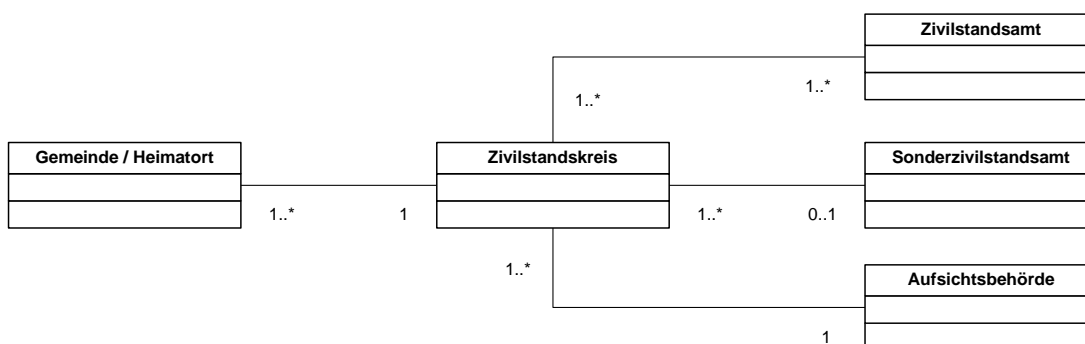 Zivilstandsamt
1..*
1..*
Gemeinde / Heimatort
Zivilstandskreis
Sonderzivilstandsamt
1..*
1
1..*
0..1
1..*
Aufsichtsbehörde
1